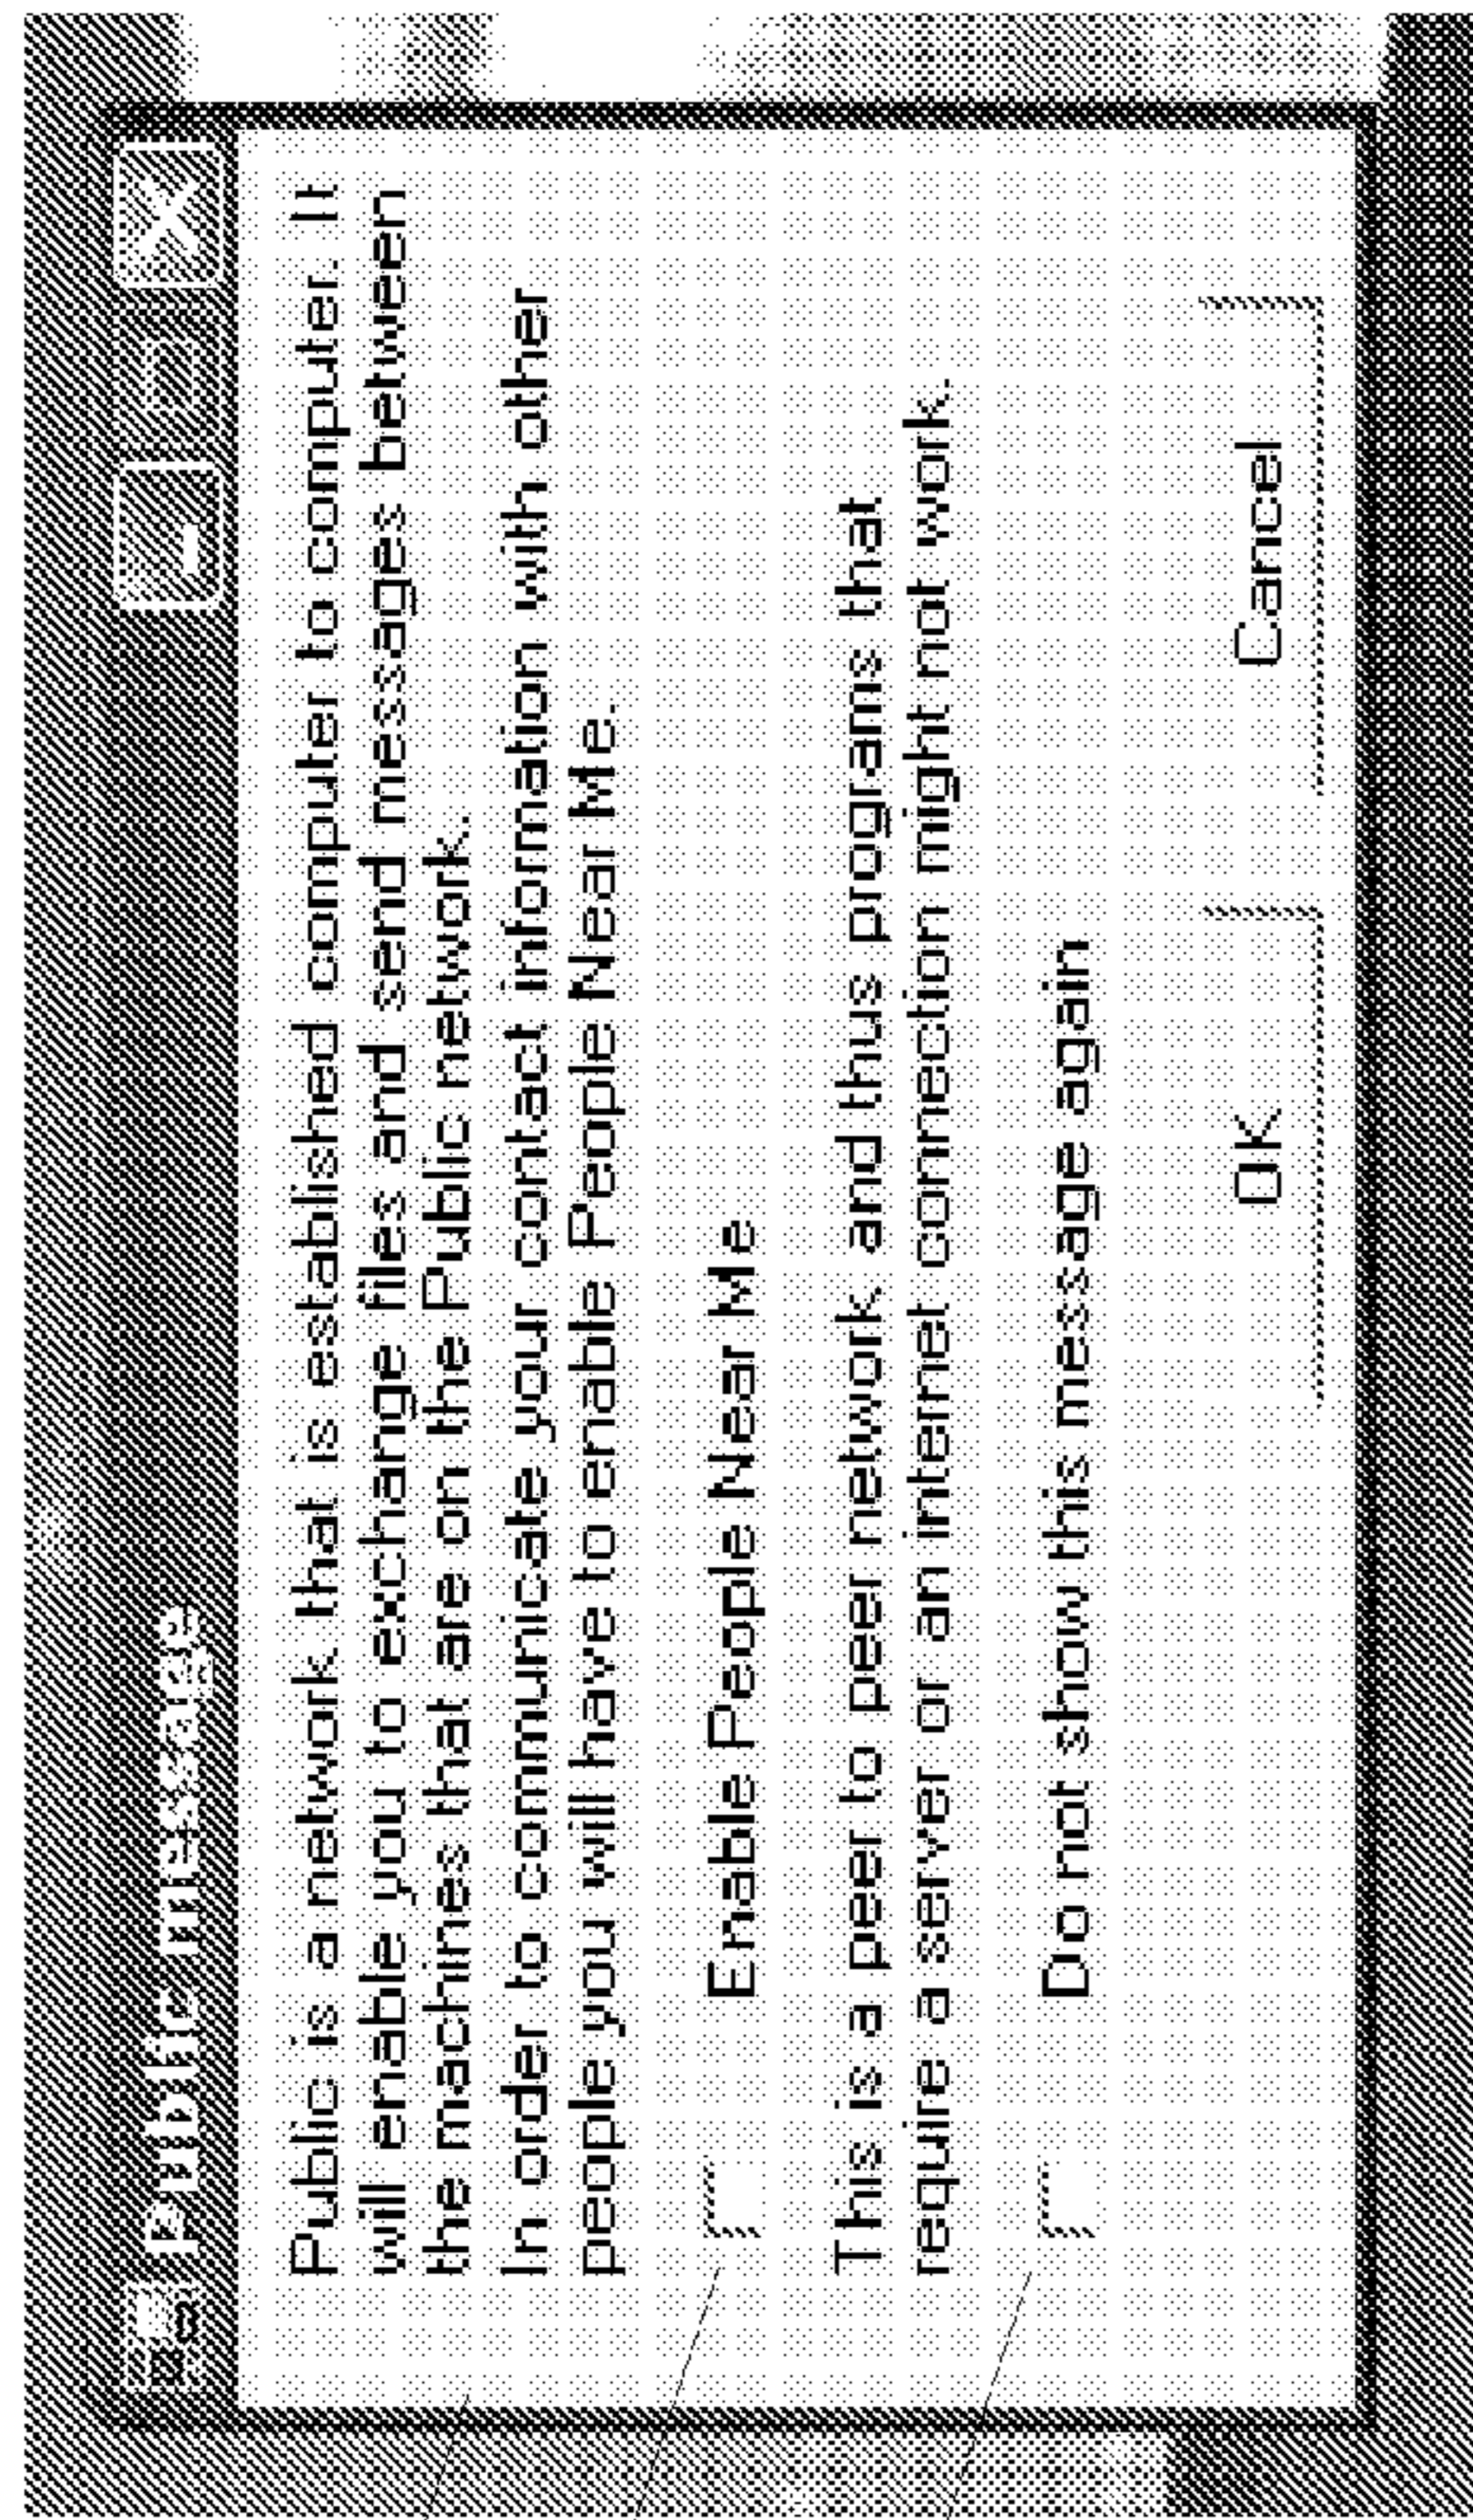 Public message
Public is a network that is established computer to computer. It
will enable you to exchange files and send messages between
the machines that are on the Public network.
In order to communicate your contact information with other
people you will have to enable People Near Me.
Enable People Near Me
This is a peer to peer network and thus programs that
require a server or an internet connection might not work.
Do not show this message again
OK
Cancel